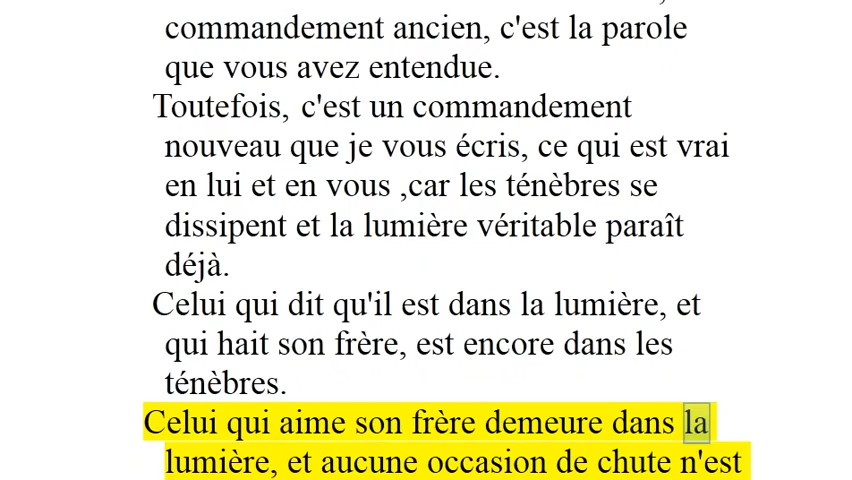 commandement ancien, c'est la parole
que vous avez entendue.
Toutefois, c'est un commandement
nouveau que je vous écris, ce qui est vrai
en lui et en vous ,car les ténèbres se
dissipent et la lumière véritable paraît
déjà.
Celui qui dit qu'il est dans la lumière, et
qui hait son frère, est encore dans les
ténèbres.
Celui qui aime son frère demeure dans la
lumière, et aucune occasion de chute n'est